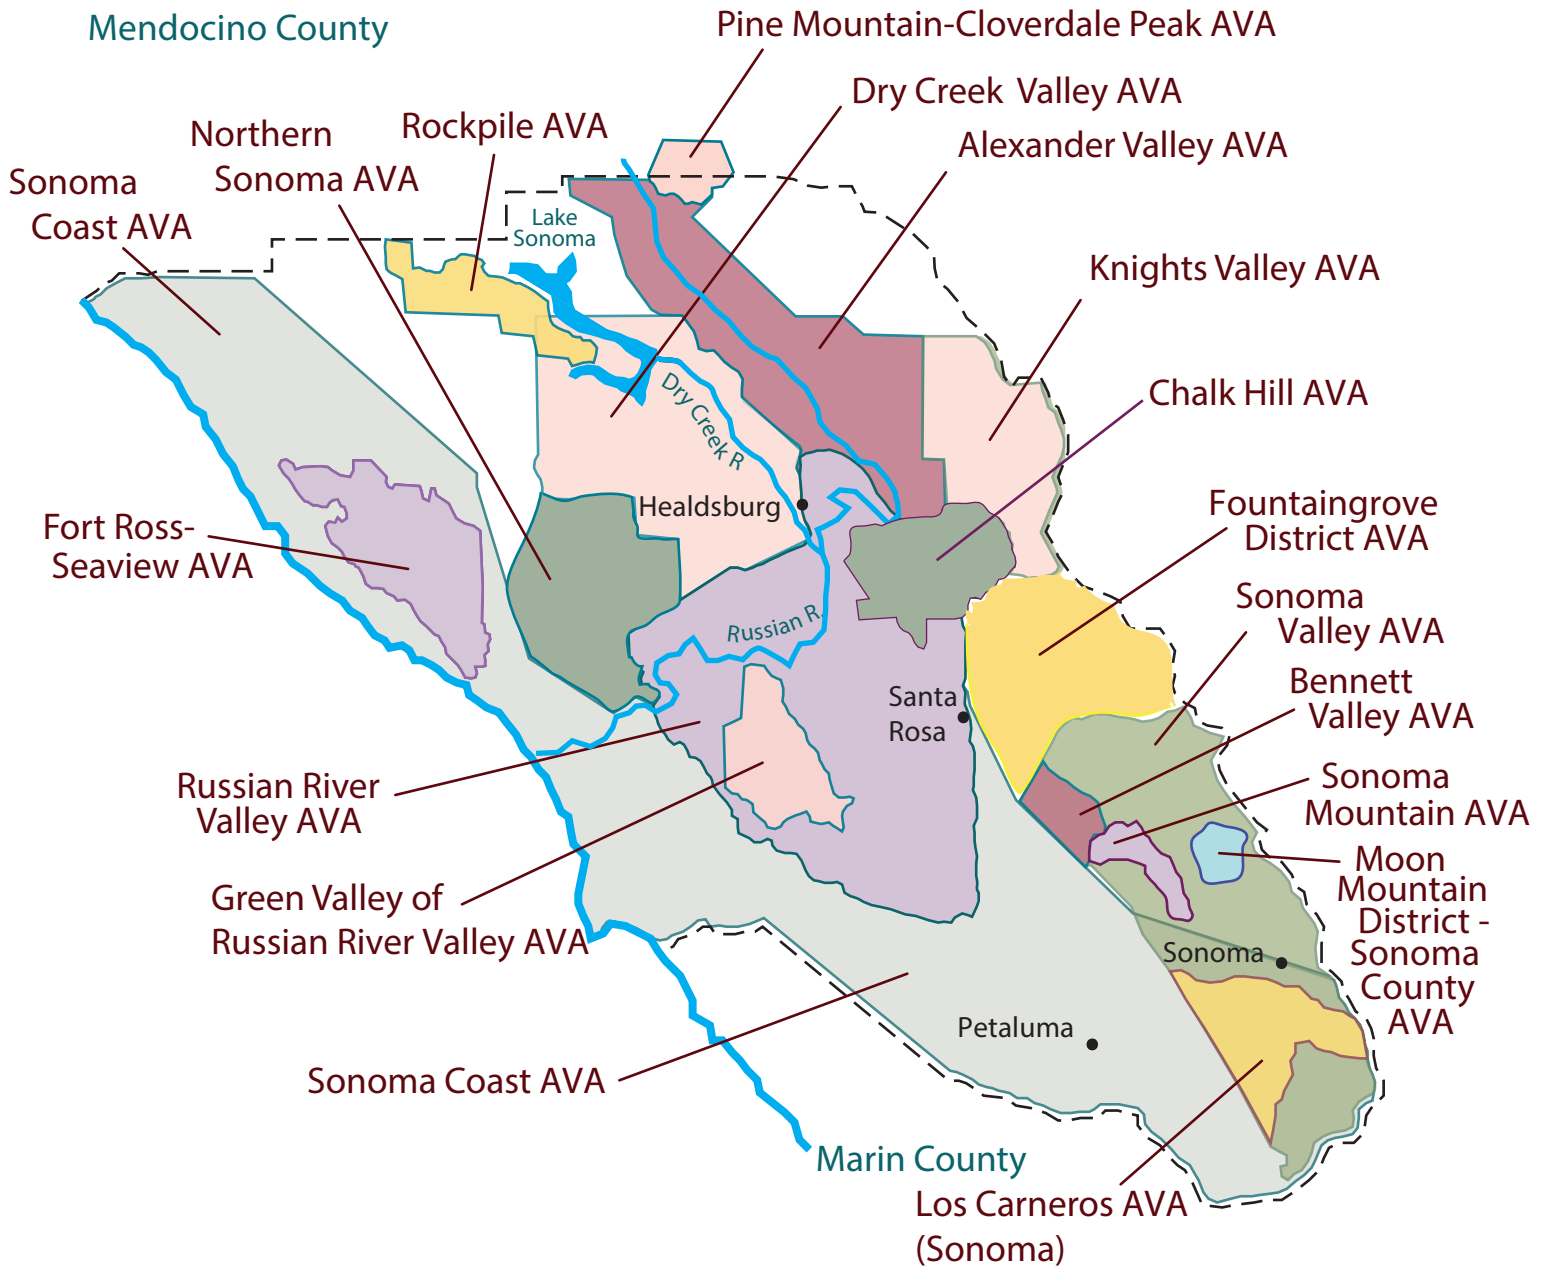 Mendocino County
Pine Mountain-Cloverdale Peak AVA
Dry Creek Valley AVA
Alexander Valley AVA
Rockpile AVA
Northern
Sonoma AVA
Sonoma
Coast AVA
Lake
Sonoma
Knights Valley AVA
Chalk Hill AVA
Dry Creek R
Healdsburg
Fountaingrove
District AVA
Fort Ross-
Seaview AVA
Sonoma
Valley AVA
Russian R.
Bennett
Valley AVA
Santa
Rosa
Russian River
Valley AVA
Sonoma
Mountain AVA
Moon
Mountain
District -
Sonoma
County
AVA
Green Valley of
Russian River Valley AVA
Sonoma
Petaluma
Sonoma Coast AVA
Marin County
Los Carneros AVA
(Sonoma)